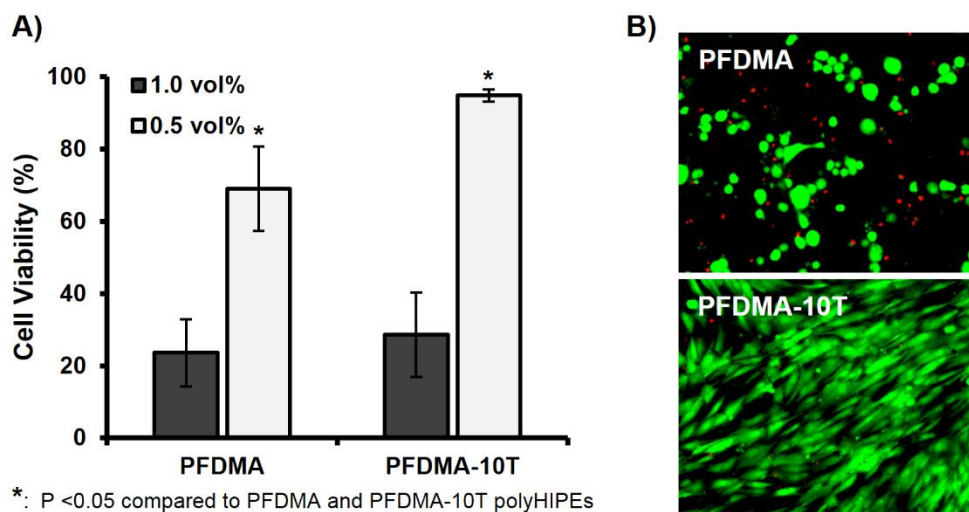 A)
100
80
60
40
20
0
Cell Viability (%)
1.0 vol%
0.5 vol%
*
*
PFDMA
PFDMA-10T
*: P <0.05 compared to PFDMA and PFDMA-10T polyHIPEs
B)
PFDMA
PFDMA-10T